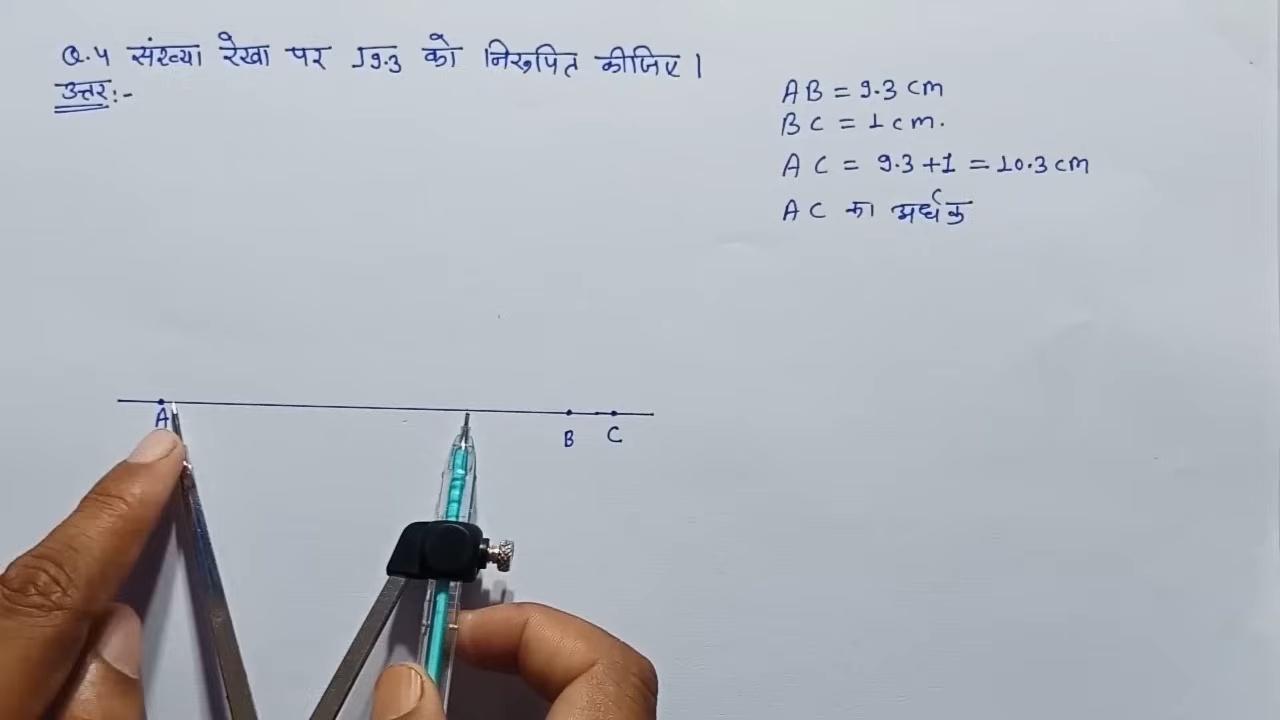 Q.4 संख्या रेखा पर √9.3 को निरूपित कीजिए।
उत्तर:-
AB = 9.3 cm
BC = 1 cm.
AC = 9.3 + 1 = 10.3 cm
AC का अर्धक
A B C